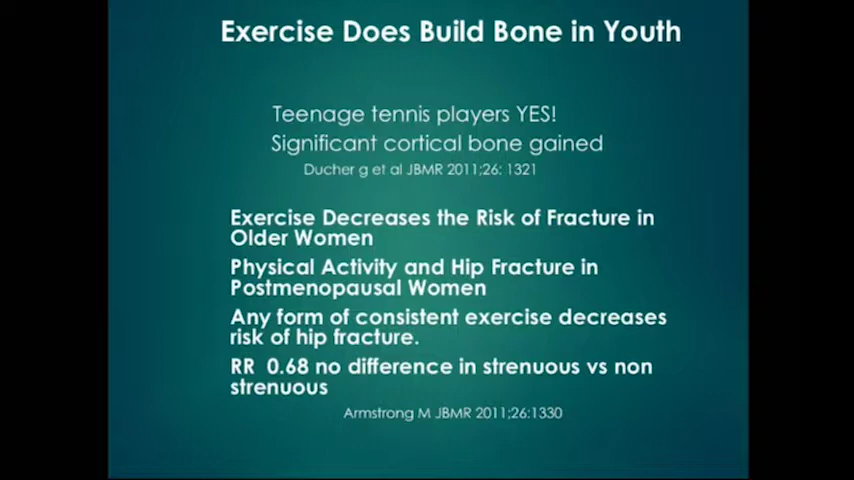 Exercise Does Build Bone in Youth
Teenage tennis players YES!
Significant cortical bone gained
Ducher g et al JBMR 2011;26: 1321
Exercise Decreases the Risk of Fracture in
Older Women
Physical Activity and Hip Fracture in
Postmenopausal Women
Any form of consistent exercise decreases
risk of hip fracture.
RR 0.68 no difference in strenuous vs non
strenuous
Armstrong M JBMR 2011;26:1330